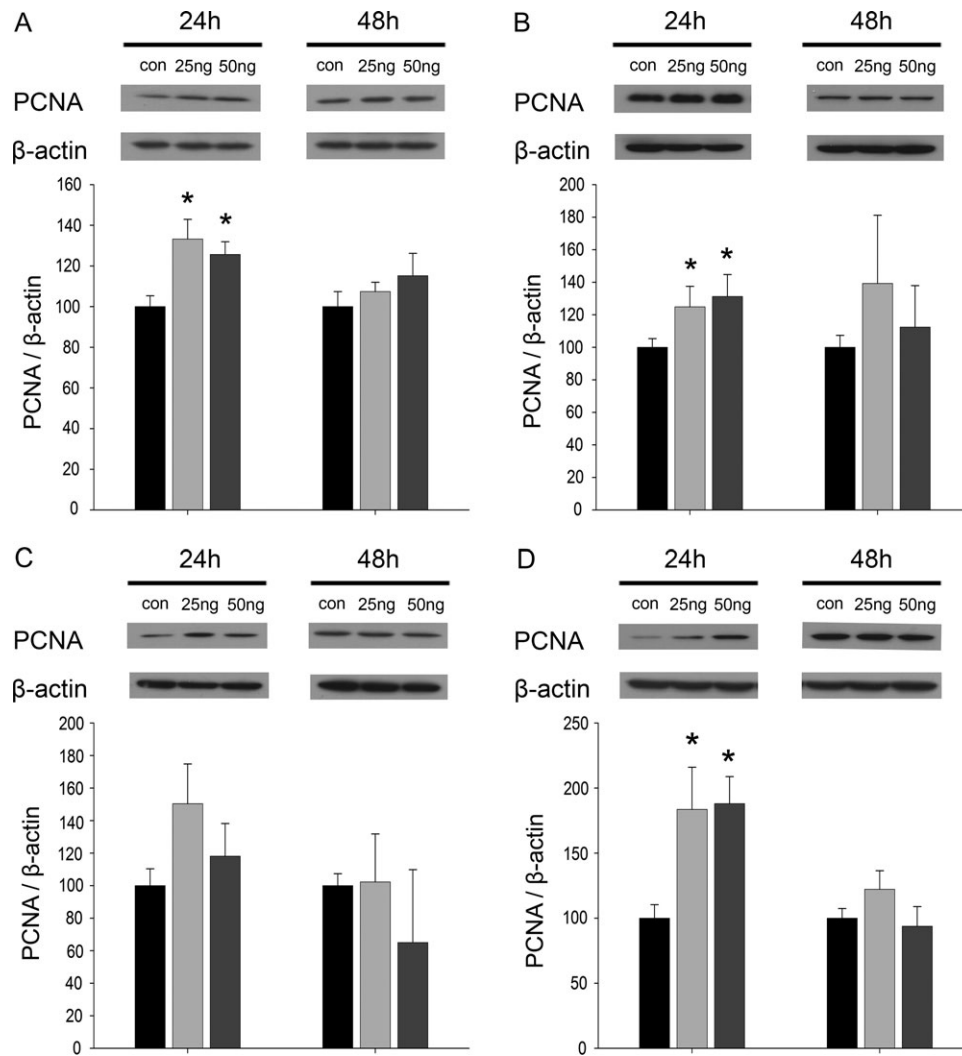 A 24h 48h
con 25ng 50ng con 25ng 50ng
PCNA
β-actin
160
140
120
100
80
60
40
20
0
PCNA / β-actin
* *
B 24h 48h
con 25ng 50ng con 25ng 50ng
PCNA
β-actin
200
180
160
140
120
100
80
60
40
20
0
PCNA / β-actin
* *
C 24h 48h
con 25ng 50ng con 25ng 50ng
PCNA
β-actin
200
180
160
140
120
100
80
60
40
20
0
PCNA / β-actin
D 24h 48h
con 25ng 50ng con 25ng 50ng
PCNA
β-actin
250
200
150
100
50
0
PCNA / β-actin
* *